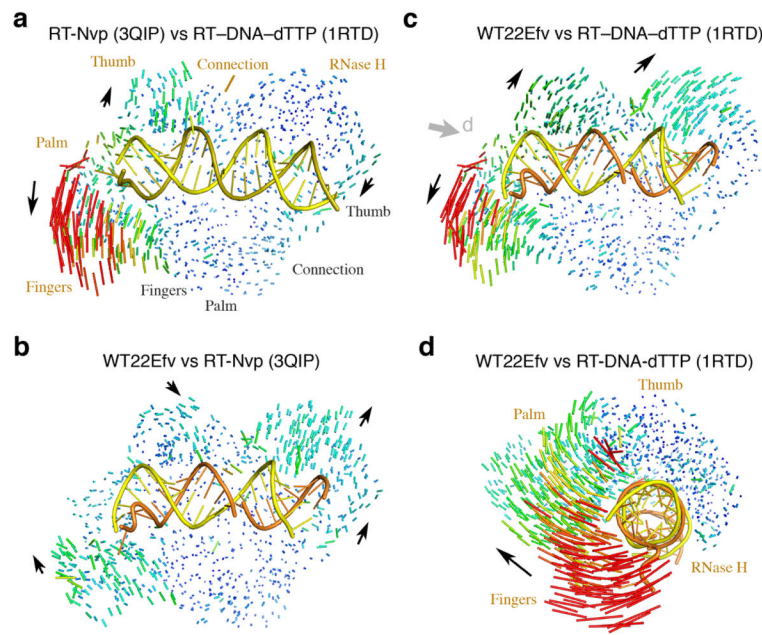 a RT-Nvp (3QIP) vs RT–DNA–dTTP (1RTD)
Thumb Connection RNase H
Palm
Thumb
Connection
Fingers Fingers
Palm
b WT22Efv vs RT-Nvp (3QIP)
c WT22Efv vs RT–DNA–dTTP (1RTD)
d
d WT22Efv vs RT-DNA-dTTP (1RTD)
Thumb
Palm
RNase H
Fingers